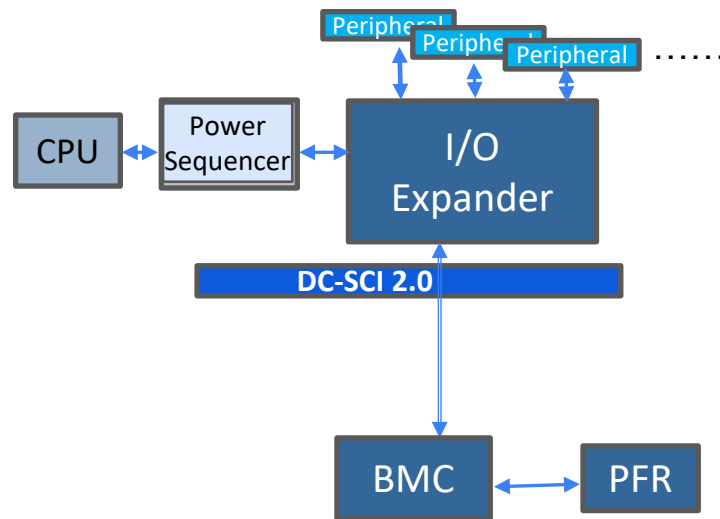 Peripheral
Peripheral
Peripheral ......
CPU
Power
Sequencer
I/O
Expander
DC-SCI 2.0
BMC
PFR